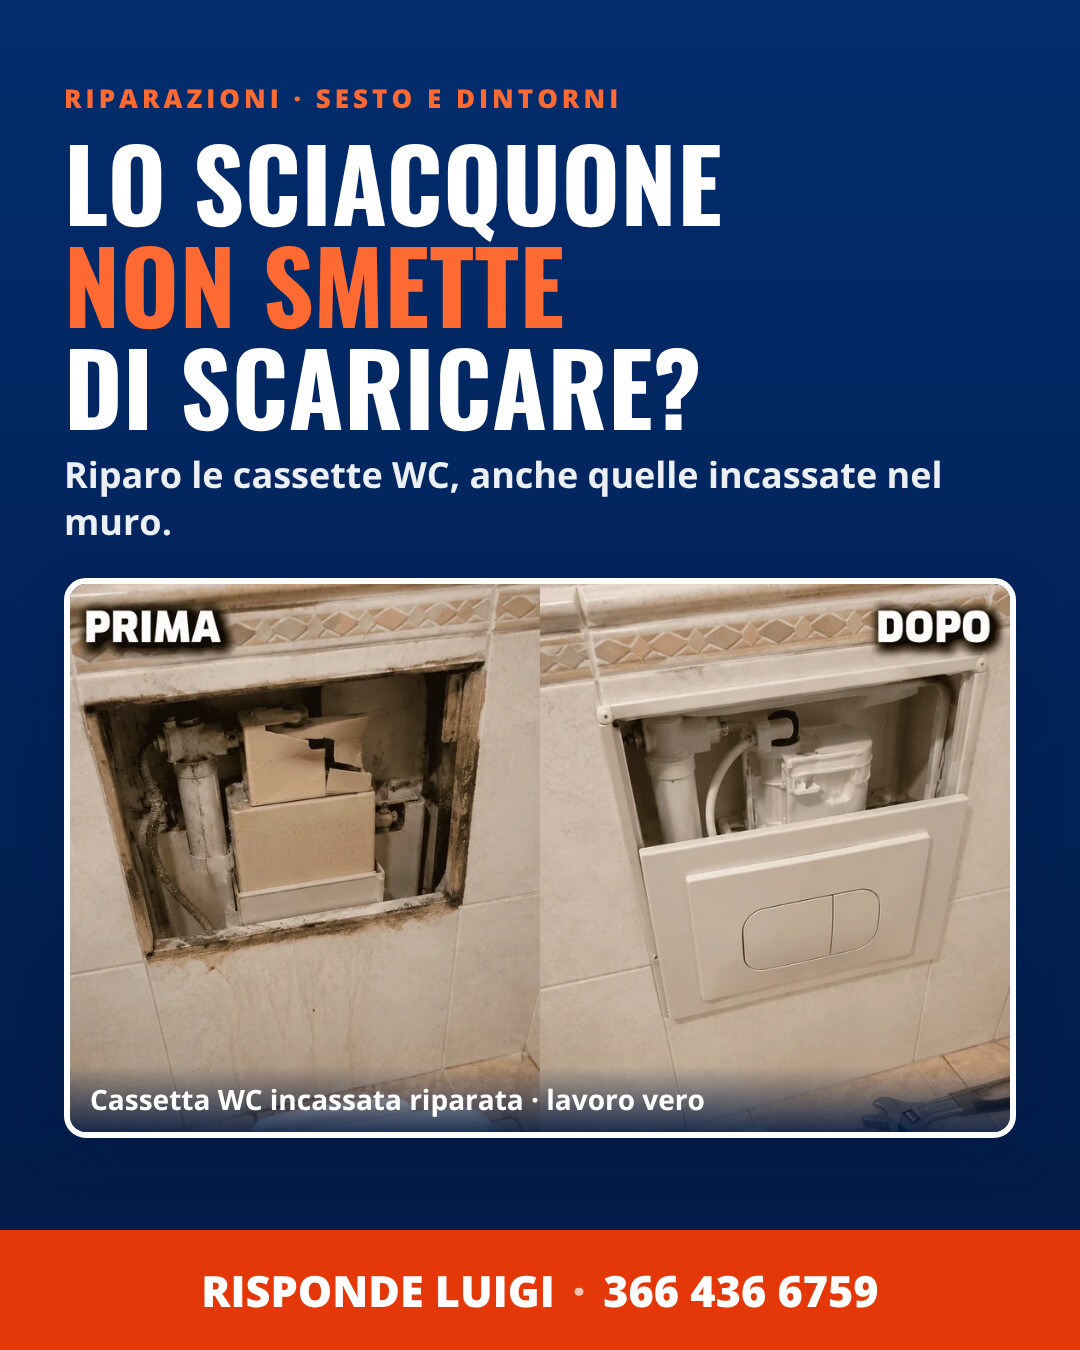 RIPARAZIONI · SESTO E DINTORNI
LO SCIACQUONE
NON SMETTE
DI SCARICARE?
Riparo le cassette WC, anche quelle incassate nel
muro.
PRIMA
DOPO
Cassetta WC incassata riparata · lavoro vero
RISPONDE LUIGI · 366 436 6759